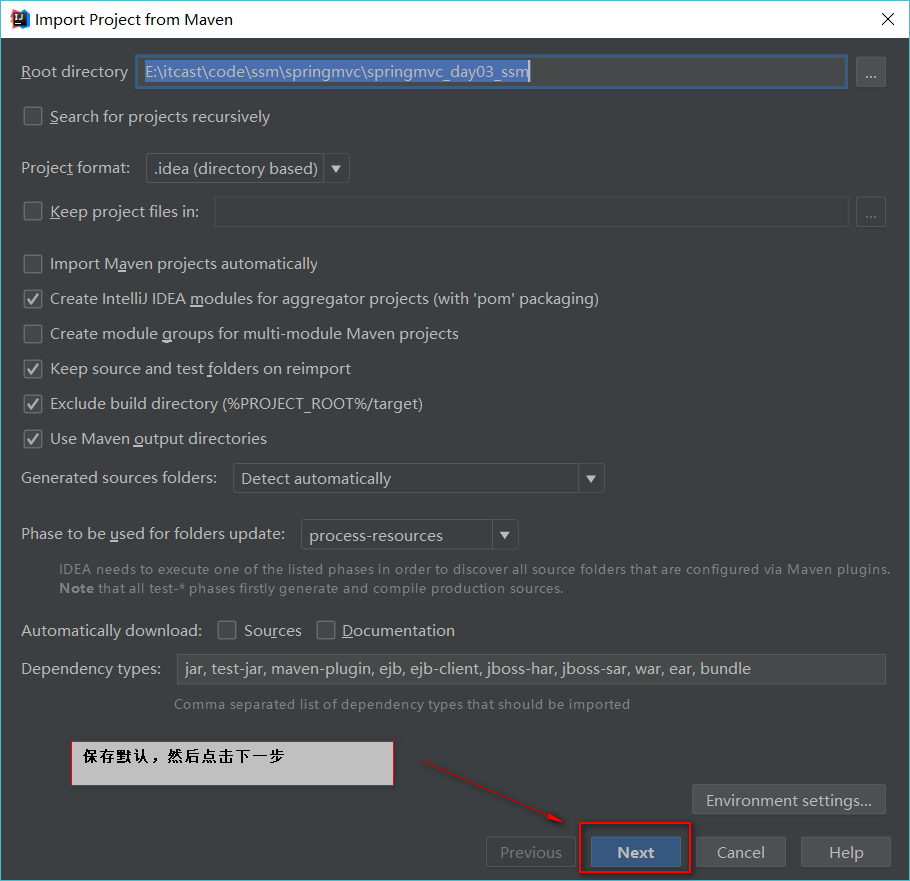 Import Project from Maven
Root directory E:\itcast\code\ssm\springmvc\springmvc_day03_ssm ...
Search for projects recursively
Project format: .idea (directory based)
Keep project files in: ...
Import Maven projects automatically
Create IntelliJ IDEA modules for aggregator projects (with 'pom' packaging)
Create module groups for multi-module Maven projects
Keep source and test folders on reimport
Exclude build directory (%PROJECT_ROOT%/target)
Use Maven output directories
Generated sources folders: Detect automatically
Phase to be used for folders update: process-resources
IDEA needs to execute one of the listed phases in order to discover all source folders that are configured via Maven plugins.
Note that all test-* phases firstly generate and compile production sources.
Automatically download: Sources Documentation
Dependency types: jar, test-jar, maven-plugin, ejb, ejb-client, jboss-har, jboss-sar, war, ear, bundle
Comma separated list of dependency types that should be imported
保存默认，然后点击下一步
Environment settings...
Previous Next Cancel Help